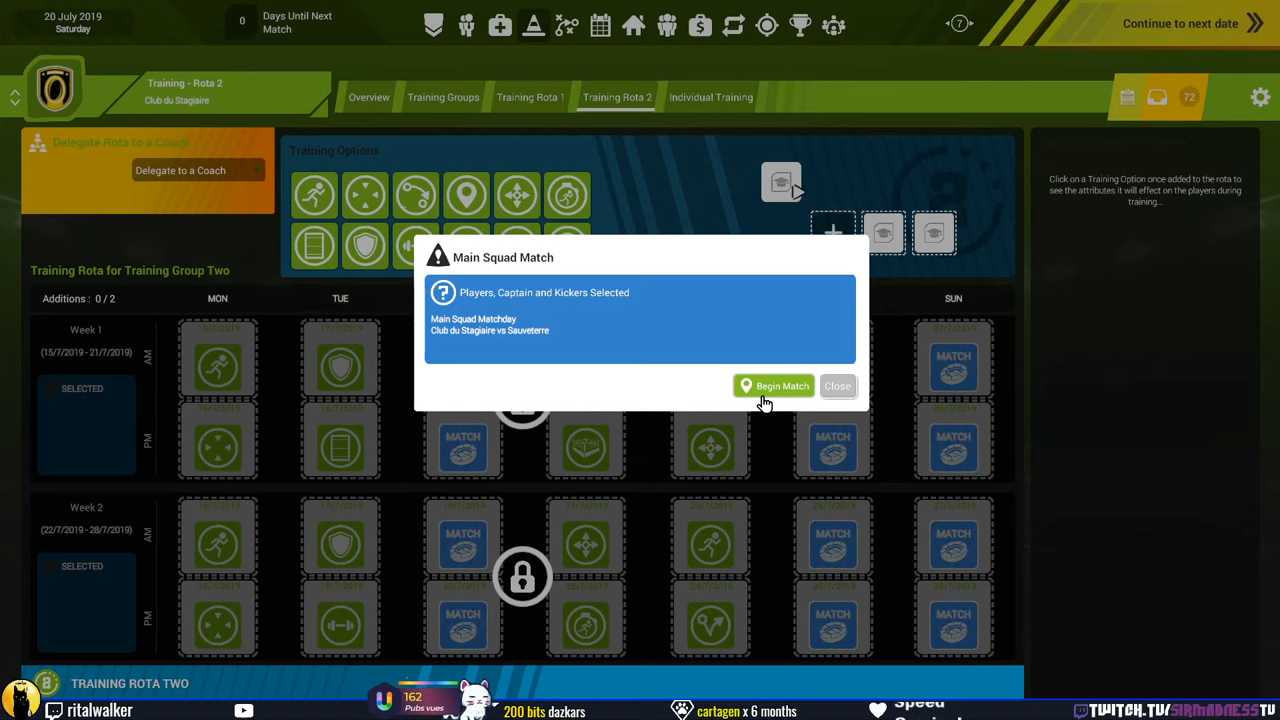 20 July 2019
Saturday
0
Days Until Next
Match
7
Continue to next date
Training - Rota 2
Club du Stagiaire
Overview
Training Groups
Training Rota 1
Training Rota 2
Individual Training
72
Delegate Rota to a Coach
Delegate to a Coach
Training Options
Click on a Training Option once added to the rota to
see the attributes it will effect on the players during
training...
Main Squad Match
Players, Captain and Kickers Selected
Main Squad Matchday
Club du Stagiaire vs Sauveterre
Begin Match
Close
Training Rota for Training Group Two
Additions : 0 / 2
MON
TUE
SUN
Week 1
(15/7/2019 - 21/7/2019)
SELECTED
AM
PM
MATCH
MATCH
MATCH
MATCH
Week 2
(22/7/2019 - 28/7/2019)
SELECTED
AM
PM
MATCH
MATCH
MATCH
MATCH
MATCH
MATCH
TRAINING ROTA TWO
ritalwalker
162
Pubs vues
200 bits dazkars
cartagen x 6 months
Speed
TWITCH.TV/SIRMADNESSTV